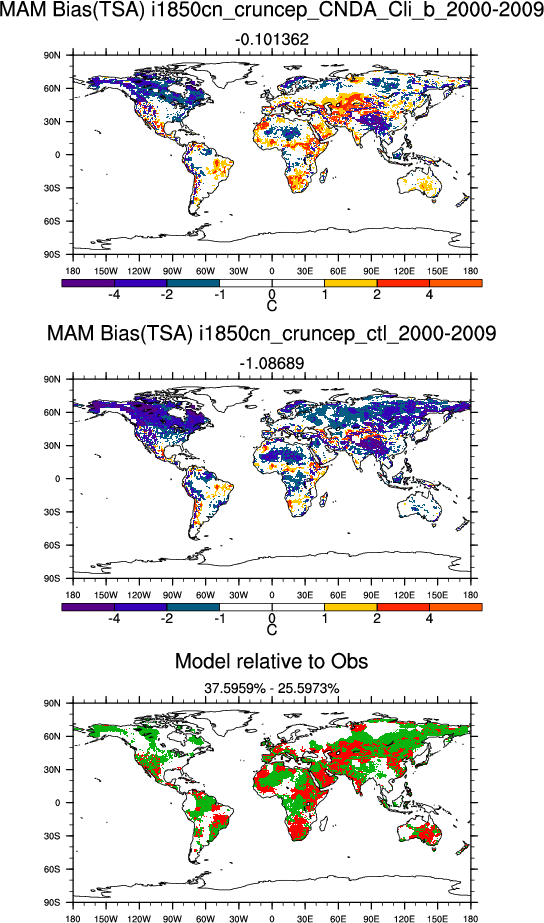 MAM Bias(TSA) i1850cn_cruncep_CNDA_Cli_b_2000-2009
-0.101362
90N
60N
30N
0
30S
60S
90S
180 150W 120W 90W 60W 30W 0 30E 60E 90E 120E 150E 180
-4 -2 -1 0 1 2 4
C
MAM Bias(TSA) i1850cn_cruncep_ctl_2000-2009
-1.08689
90N
60N
30N
0
30S
60S
90S
180 150W 120W 90W 60W 30W 0 30E 60E 90E 120E 150E 180
-4 -2 -1 0 1 2 4
C
Model relative to Obs
37.5959% - 25.5973%
90N
60N
30N
0
30S
60S
90S
180 150W 120W 90W 60W 30W 0 30E 60E 90E 120E 150E 180